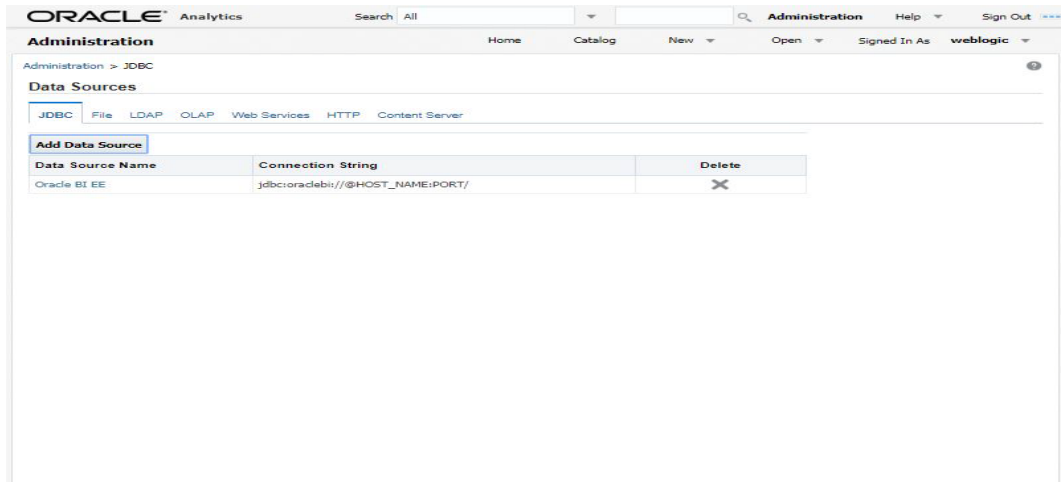 ORACLE® Analytics Search All Administration Help Sign Out
Administration Home Catalog New Open Signed In As weblogic
Administration > JDBC
Data Sources
JDBC File LDAP OLAP Web Services HTTP Content Server
Add Data Source
Data Source Name Connection String Delete
Oracle BI EE jdbc:oraclebi://@HOST_NAME:PORT/